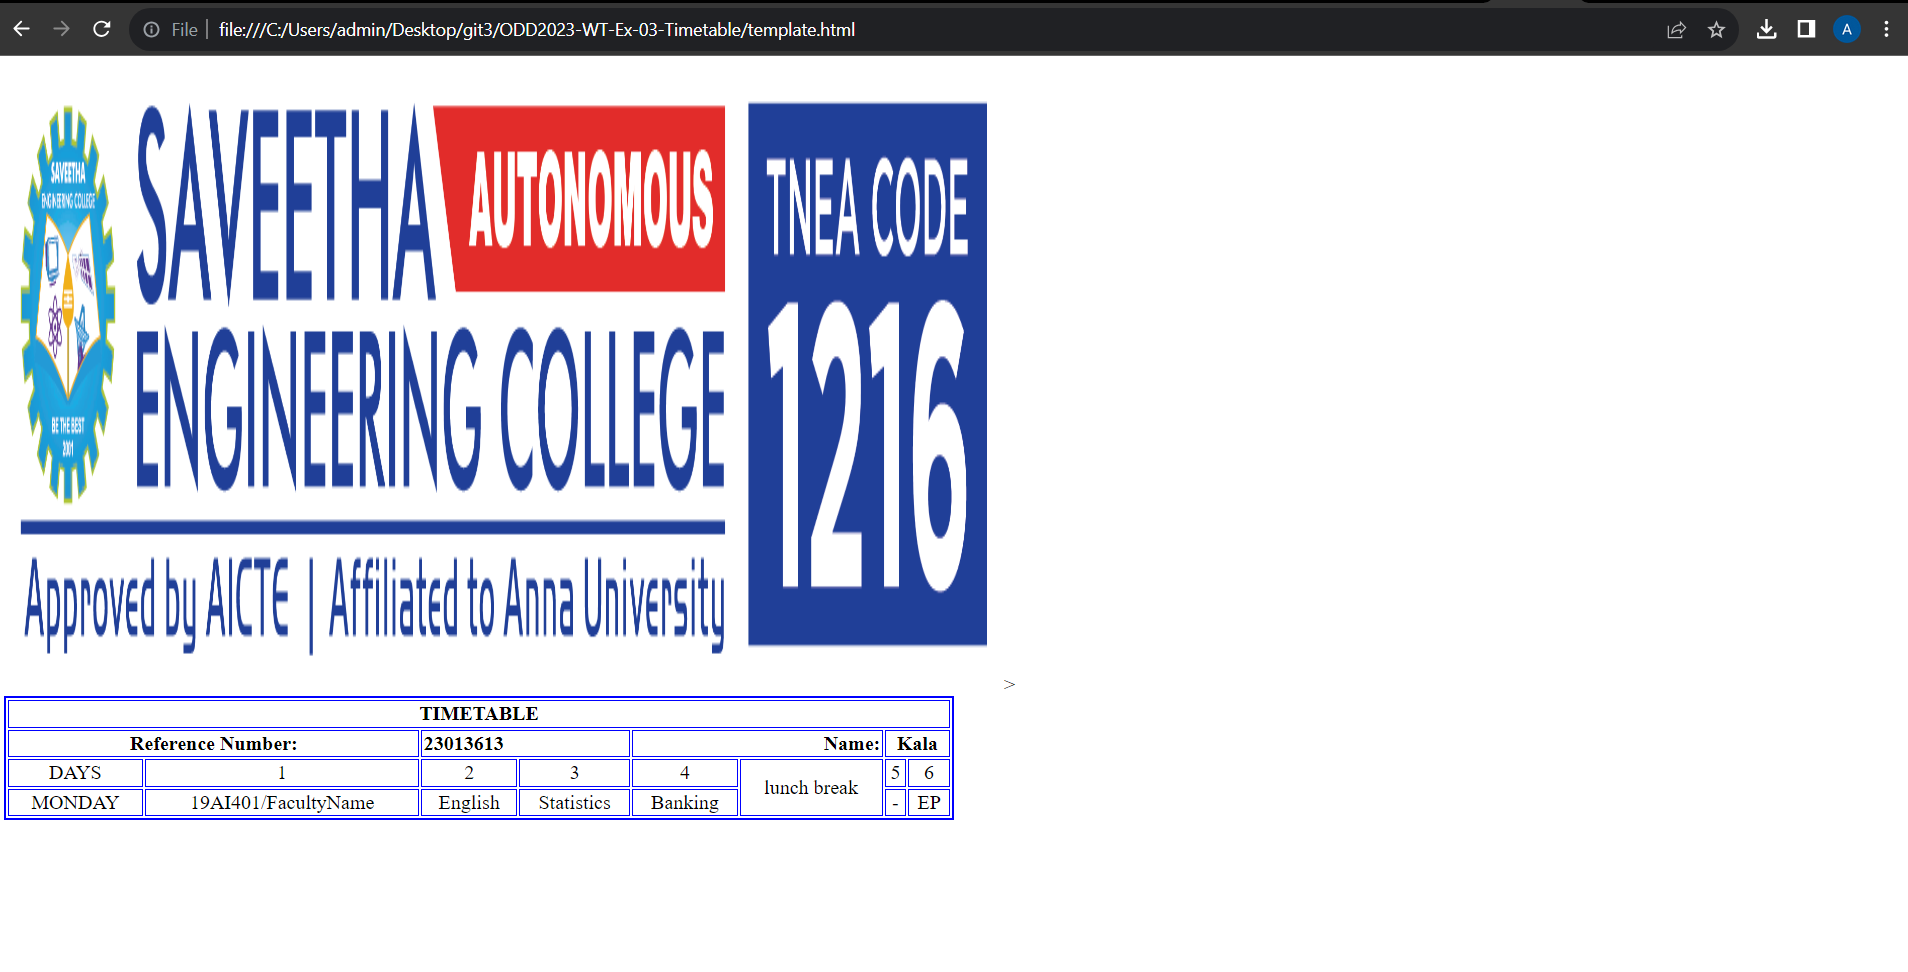 File file:///C:/Users/admin/Desktop/git3/ODD2023-WT-Ex-03-Timetable/template.html A
SAVEETHA AUTONOMOUS
ENGINEERING COLLEGE
Approved by AICTE | Affiliated to Anna University
TNEA CODE
1216
SAVEETHA
ENGINEERING COLLEGE
BE THE BEST
2001
>
TIMETABLE
Reference Number: 23013613 Name: Kala
DAYS 1 2 3 4 lunch break 5 6
MONDAY 19AI401/FacultyName English Statistics Banking - EP